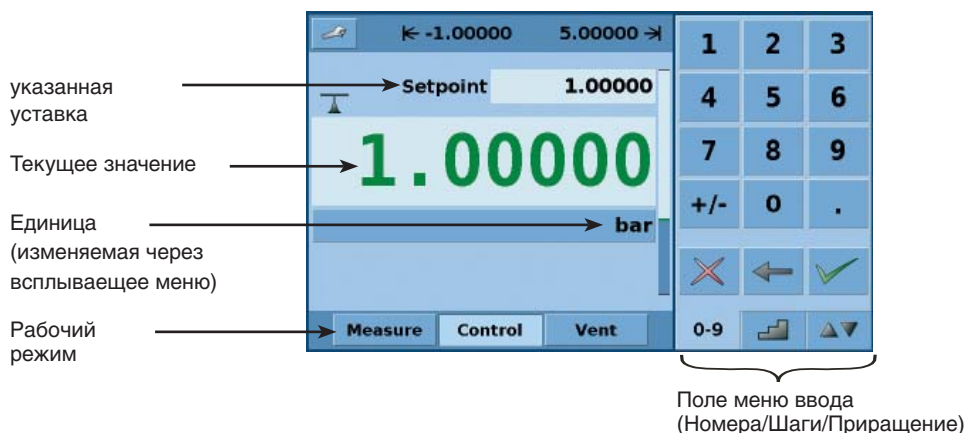 -1.00000 5.00000
указанная
уставка
Setpoint 1.00000
Текущее значение
1.00000
Единица
(изменяемая через
всплываещее меню)
bar
Рабочий
режим
Measure Control Vent
1 2 3
4 5 6
7 8 9
+/- 0 .
0-9
Поле меню ввода
(Номера/Шаги/Приращение)